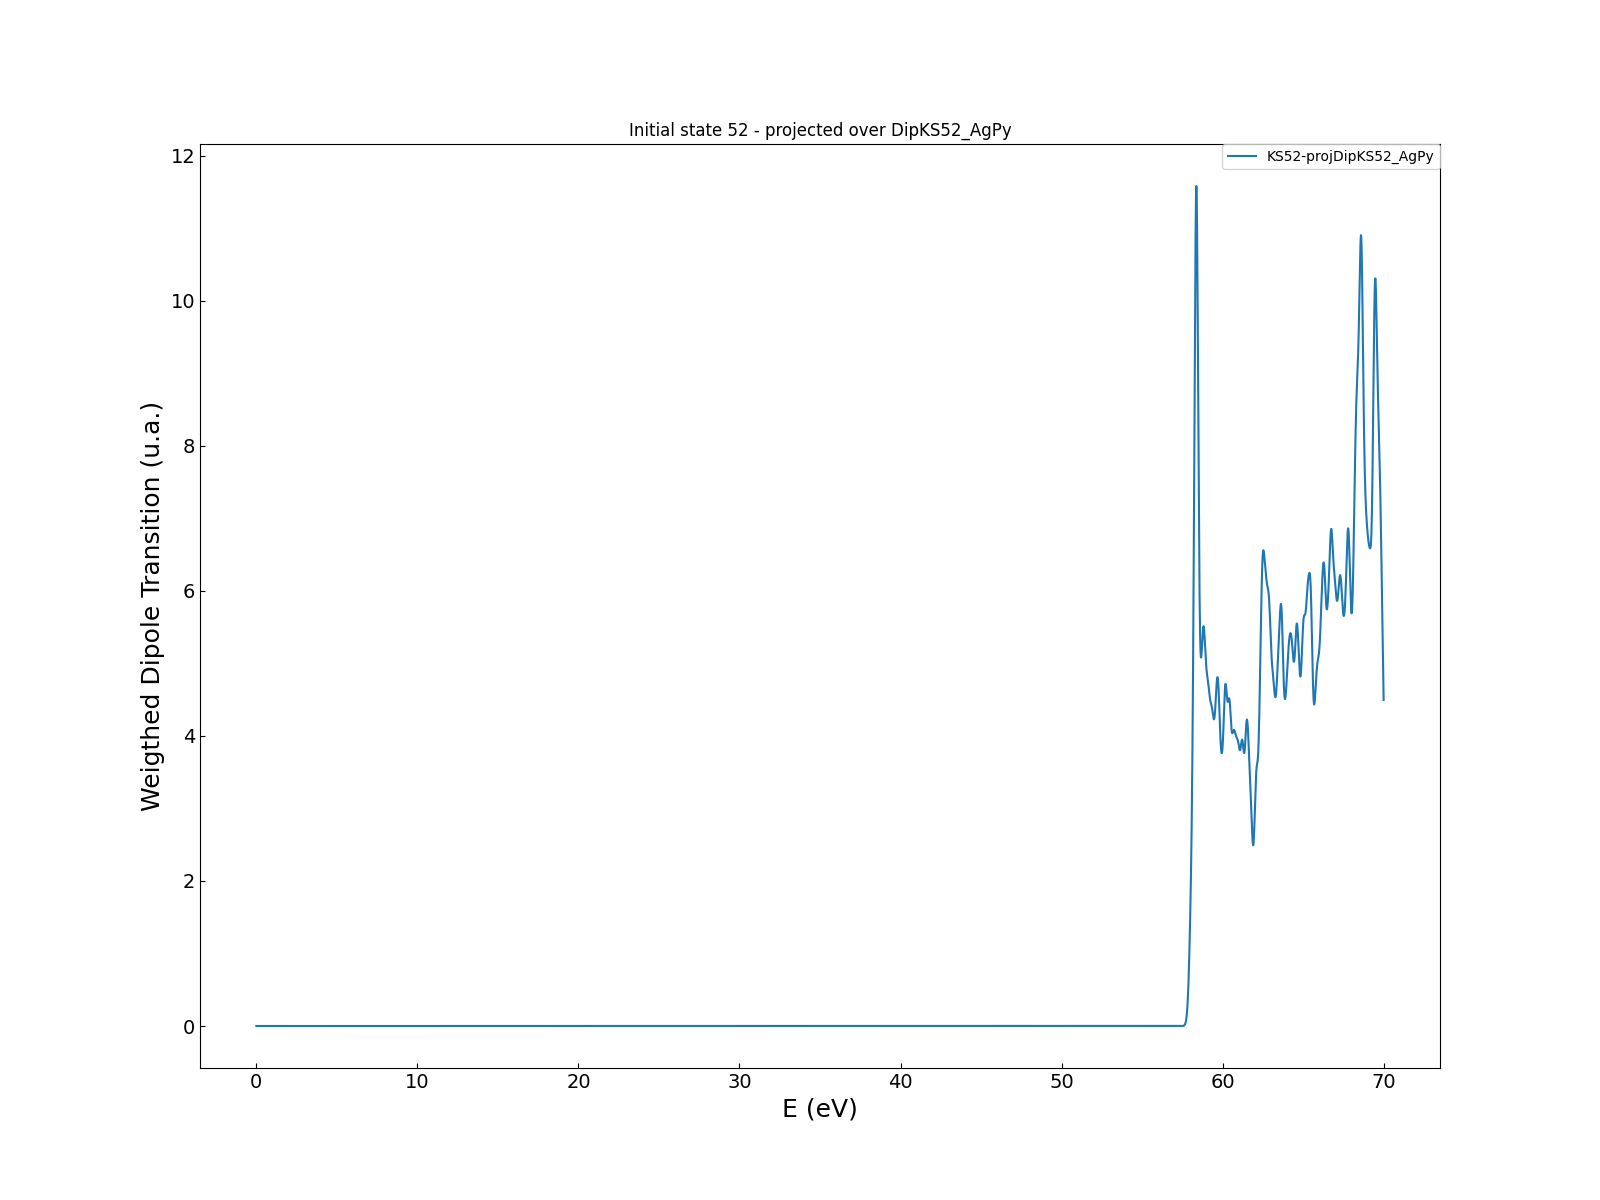 Initial state 52 - projected over DipKS52_AgPy
KS52-projDipKS52_AgPy
Weigthed Dipole Transition (u.a.)
12
10
8
6
4
2
0
0 10 20 30 40 50 60 70
E (eV)